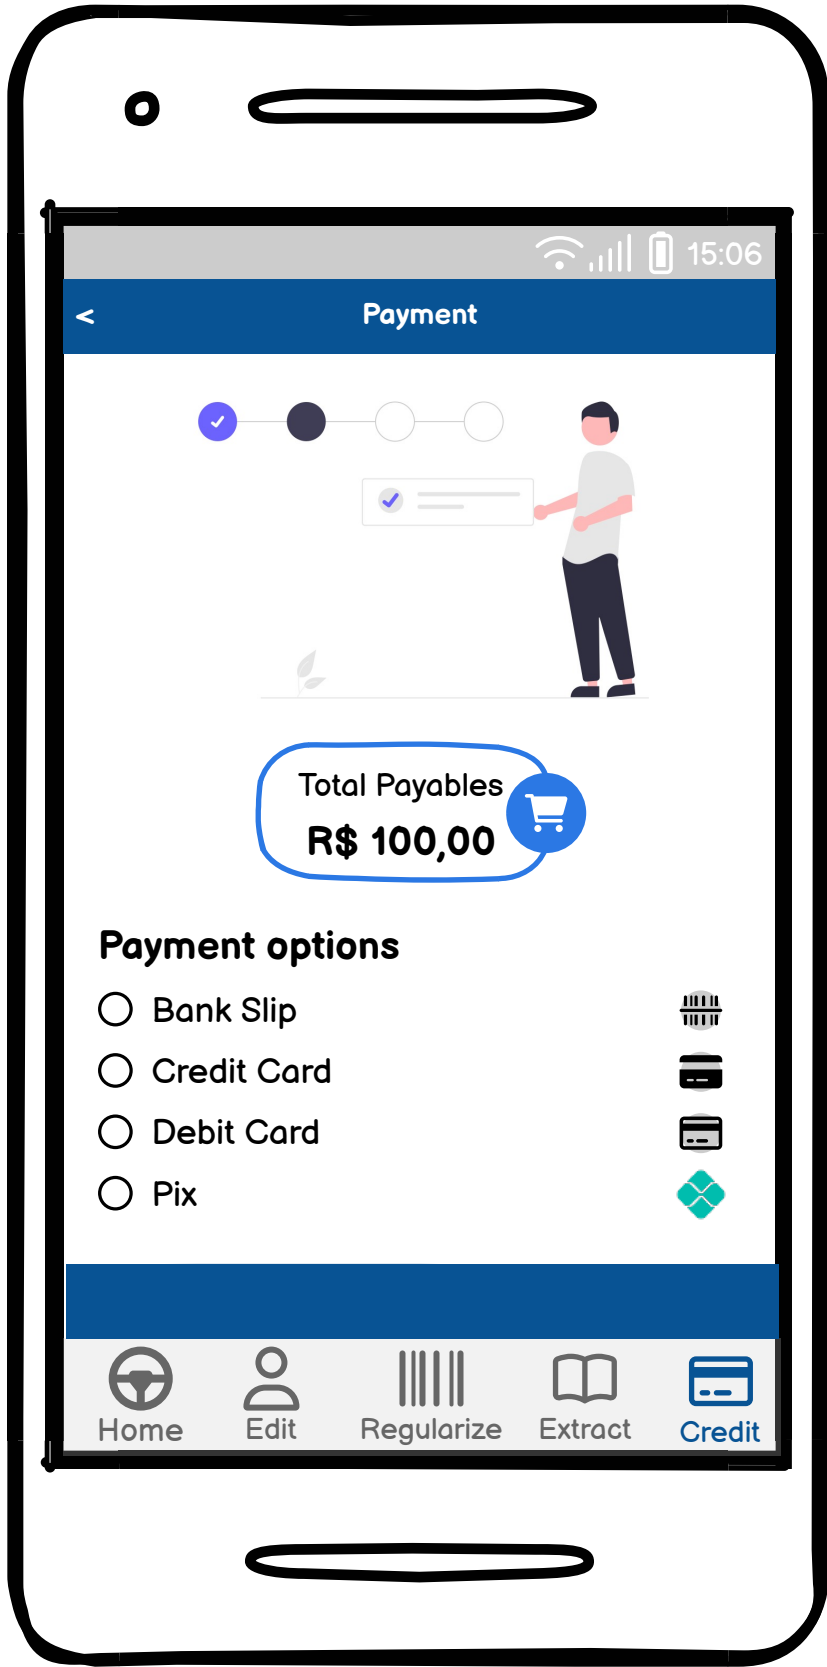 15:06
< Payment
Total Payables
R$ 100,00
Payment options
Bank Slip
Credit Card
Debit Card
Pix
Home Edit Regularize Extract Credit